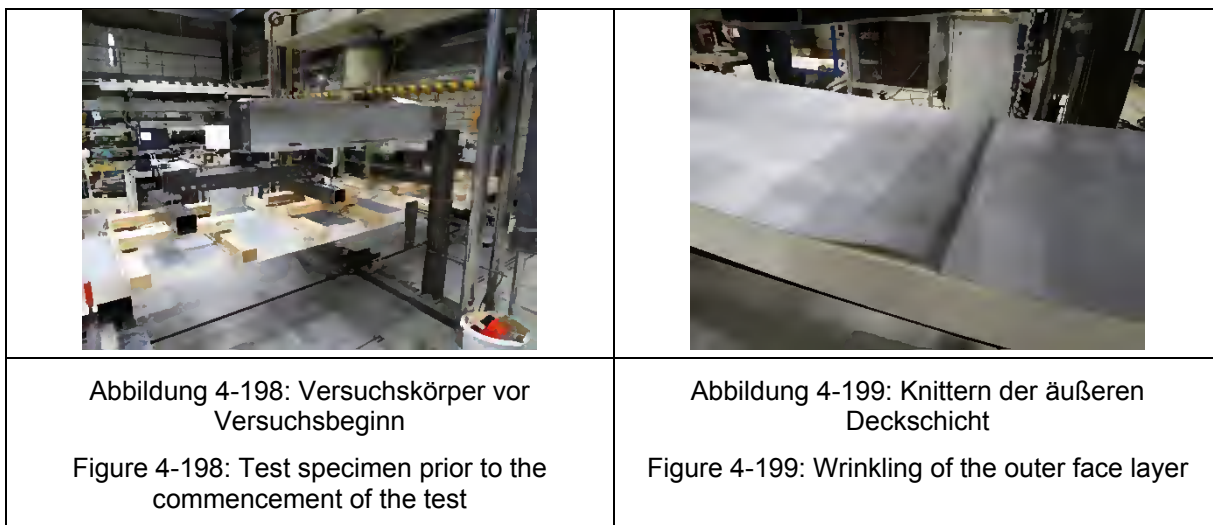 Abbildung 4-198: Versuchskörper vor
Versuchsbeginn
Figure 4-198: Test specimen prior to the
commencement of the test
Abbildung 4-199: Knittern der äußeren
Deckschicht
Figure 4-199: Wrinkling of the outer face layer